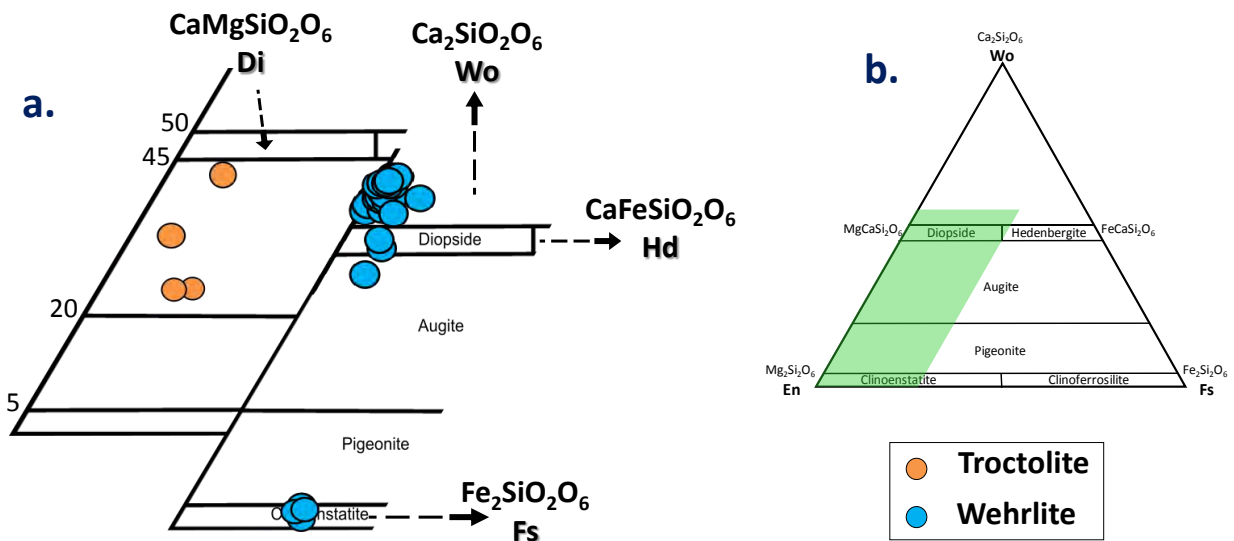 a.
CaMgSiO₂O₆
Di
Ca₂SiO₂O₆
Wo
50
45
CaFeSiO₂O₆
Hd
Diopside
20
Augite
5
Pigeonite
Fe₂SiO₂O₆
Fs
b.
Ca₂Si₂O₆
Wo
MgCaSi₂O₆
Diopside
Hedenbergite
FeCaSi₂O₆
Augite
Pigeonite
Mg₂Si₂O₆
En
Clinoenstatite
Clinoferrosilite
Fe₂Si₂O₆
Fs
Troctolite
Wehrlite